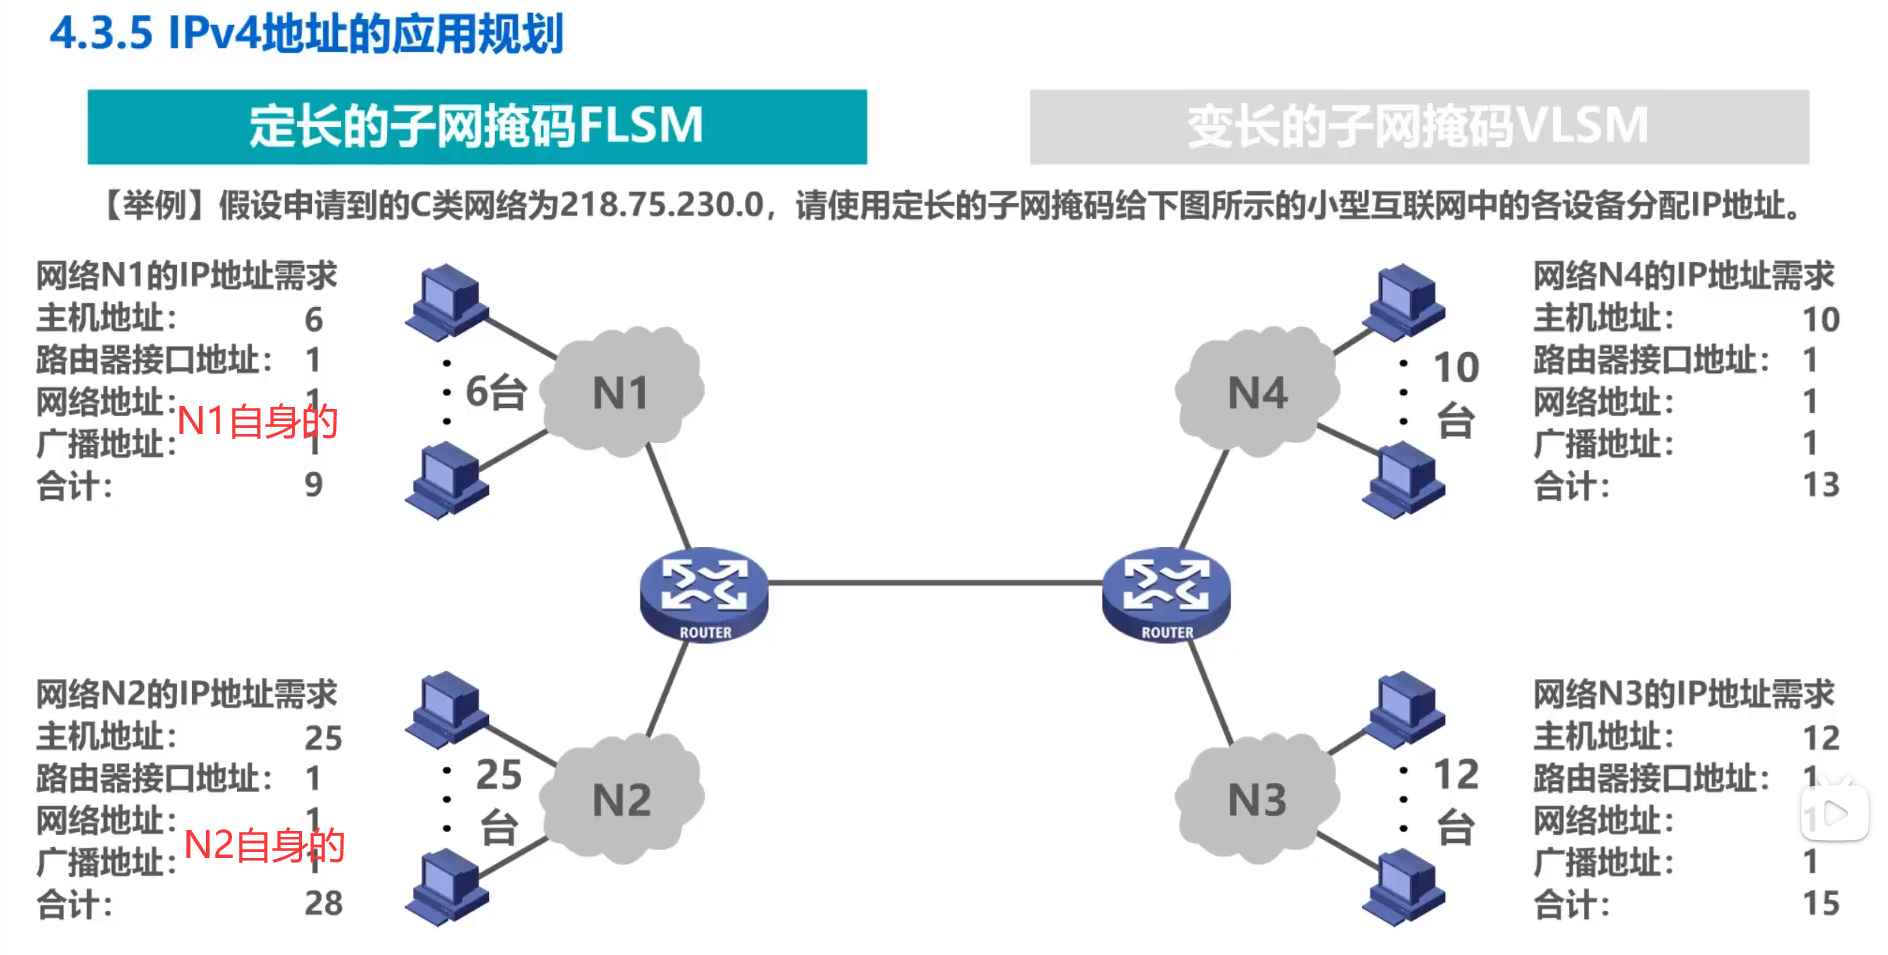 4.3.5 IPv4地址的应用规划
定长的子网掩码FLSM
变长的子网掩码VLSM
【举例】假设申请到的C类网络为218.75.230.0，请使用定长的子网掩码给下图所示的小型互联网中的各设备分配IP地址。
网络N1的IP地址需求
主机地址： 6
路由器接口地址： 1
网络地址： 1
N1自身的
广播地址： 1
合计： 9
6台
N1
N4
10
台
网络N4的IP地址需求
主机地址： 10
路由器接口地址： 1
网络地址： 1
广播地址： 1
合计： 13
ROUTER
ROUTER
网络N2的IP地址需求
主机地址： 25
路由器接口地址： 1
网络地址： 1
N2自身的
广播地址： 1
合计： 28
25
台
N2
N3
12
台
网络N3的IP地址需求
主机地址： 12
路由器接口地址： 1
网络地址： 1
广播地址： 1
合计： 15